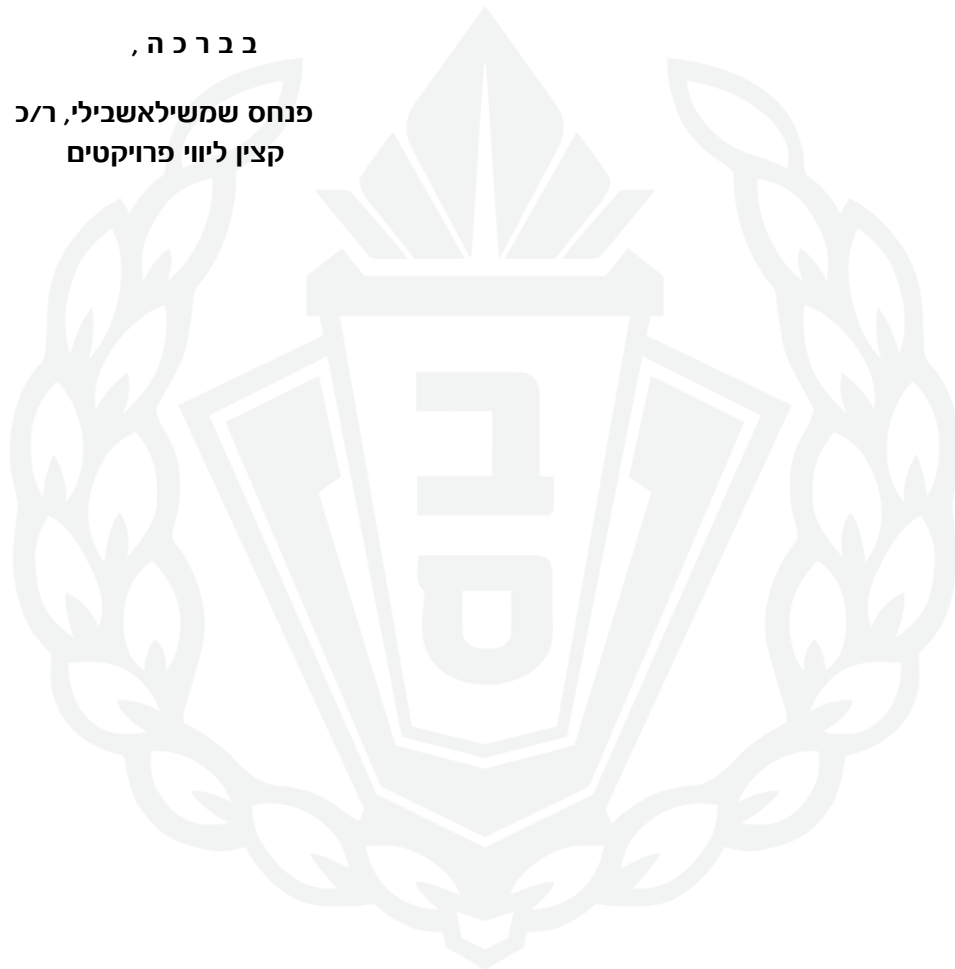 ב ב ר כ ה ,
פנחס שמשילאשבילי, ר/כ
קצין ליווי פרויקטים
ב
ס